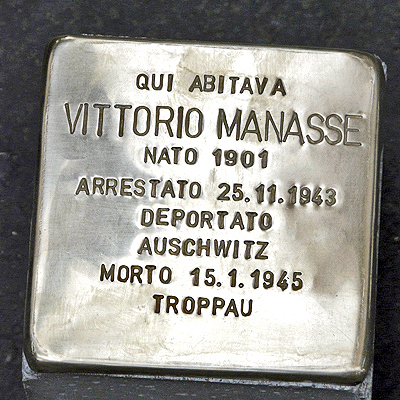 QUI ABITAVA
VITTORIO MANASSE
NATO 1901
ARRESTATO 25.11.1943
DEPORTATO
AUSCHWITZ
MORTO 15.1.1945
TROPPAU